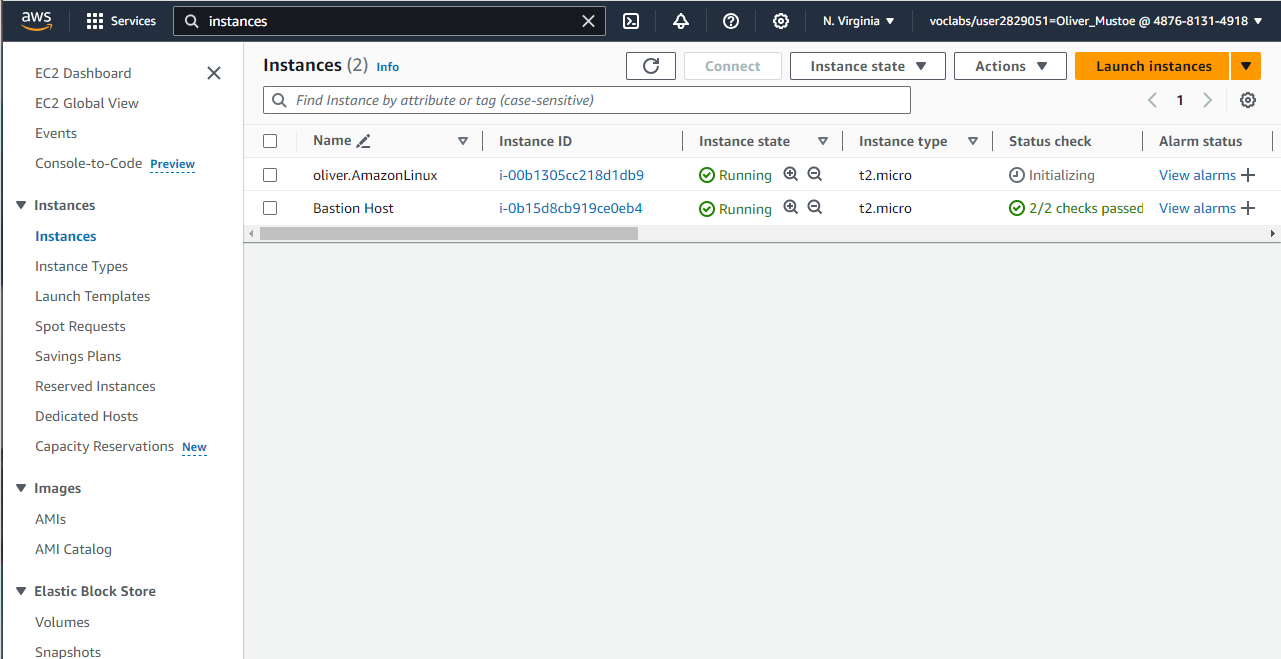 aws
Services
instances
N. Virginia
voclabs/user2829051=Oliver_Mustoe @ 4876-8131-4918
EC2 Dashboard
EC2 Global View
Events
Console-to-Code Preview
Instances
Instances
Instance Types
Launch Templates
Spot Requests
Savings Plans
Reserved Instances
Dedicated Hosts
Capacity Reservations New
Images
AMIs
AMI Catalog
Elastic Block Store
Volumes
Snapshots
Instances (2) Info
Connect
Instance state
Actions
Launch instances
Find Instance by attribute or tag (case-sensitive)
1
Name Instance ID Instance state Instance type Status check Alarm status
oliver.AmazonLinux i-00b1305cc218d1db9 Running t2.micro Initializing View alarms
Bastion Host i-0b15d8cb919ce0eb4 Running t2.micro 2/2 checks passed View alarms